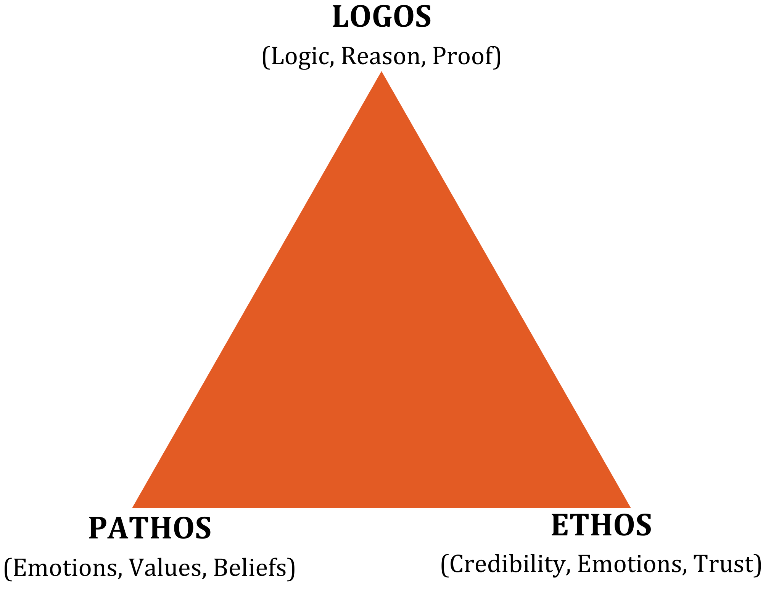 LOGOS
(Logic, Reason, Proof)
PATHOS
(Emotions, Values, Beliefs)
ETHOS
(Credibility, Emotions, Trust)